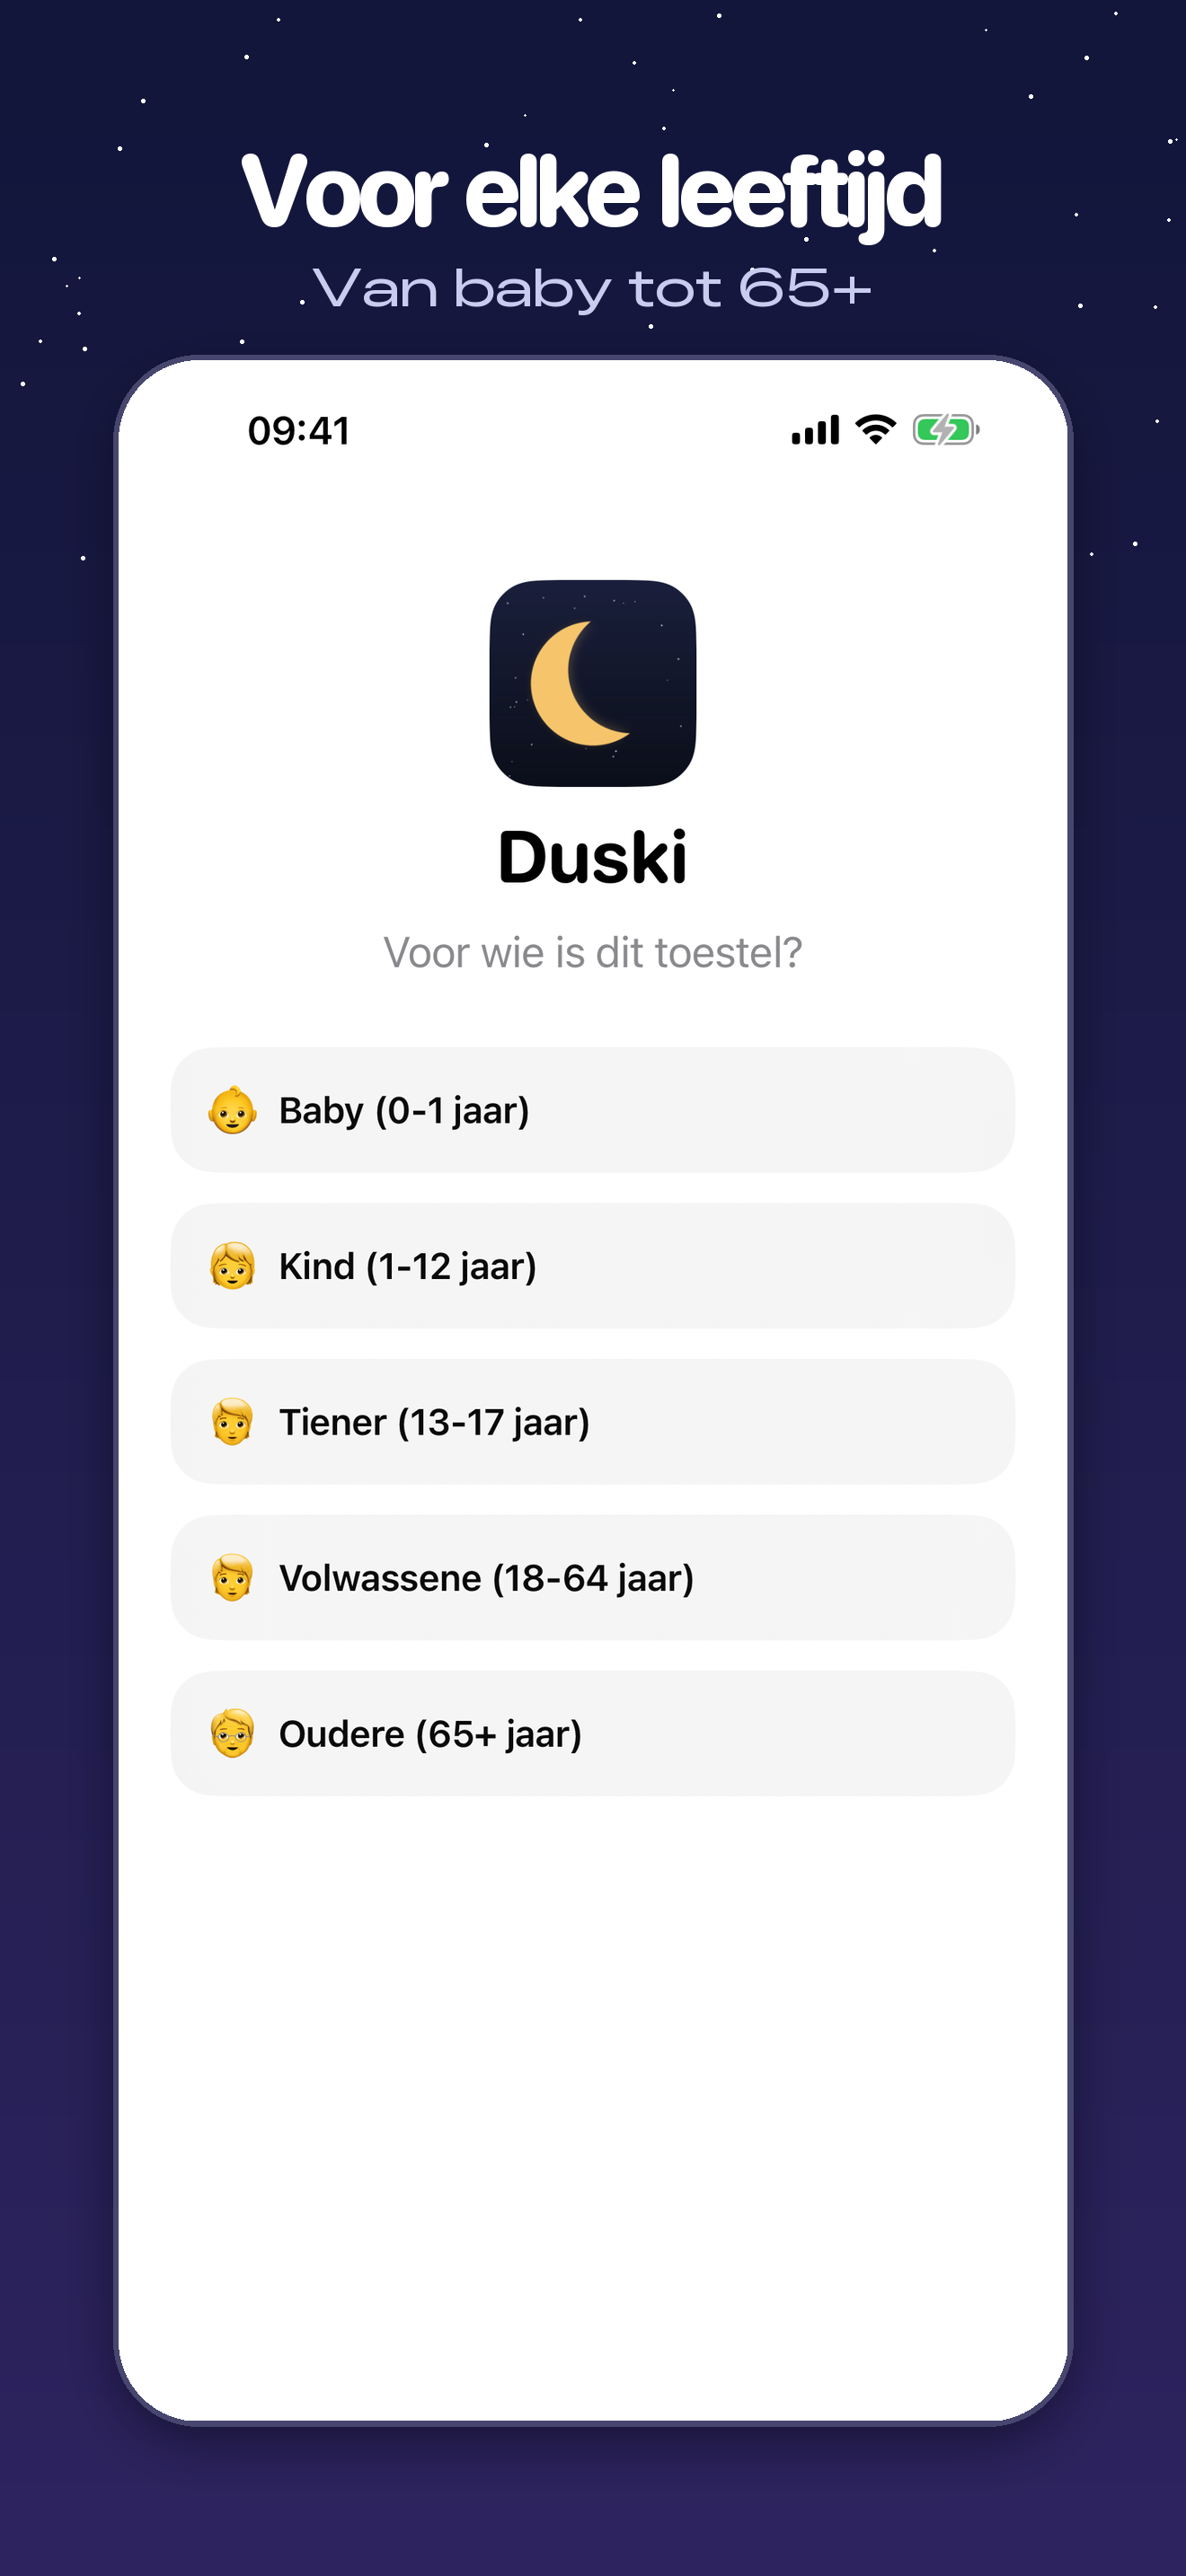 Voor elke leeftijd
Van baby tot 65+
09:41
Duski
Voor wie is dit toestel?
Baby (0-1 jaar)
Kind (1-12 jaar)
Tiener (13-17 jaar)
Volwassene (18-64 jaar)
Oudere (65+ jaar)